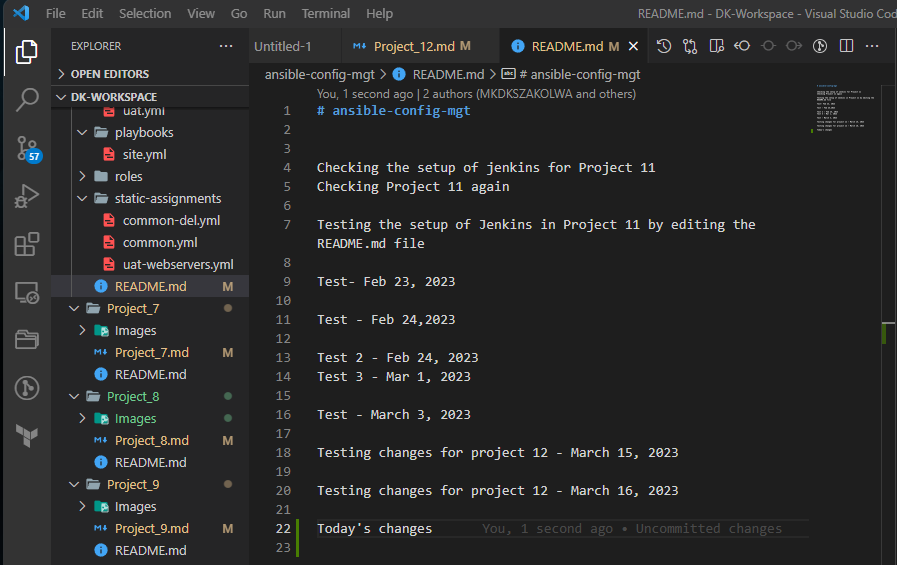 File Edit Selection View Go Run Terminal Help
README.md - DK-Workspace - Visual Studio Cod
EXPLORER
Untitled-1
Project_12.md M
README.md M
OPEN EDITORS
DK-WORKSPACE
uat.yml
playbooks
site.yml
roles
static-assignments
common-del.yml
common.yml
uat-webservers.yml
README.md M
Project_7
Images
Project_7.md M
README.md
Project_8
Images
Project_8.md M
README.md
Project_9
Images
Project_9.md M
README.md
57
ansible-config-mgt > README.md > # ansible-config-mgt
You, 1 second ago | 2 authors (MKDKSZAKOLWA and others)
1 # ansible-config-mgt
2
3
4 Checking the setup of jenkins for Project 11
5 Checking Project 11 again
6
7 Testing the setup of Jenkins in Project 11 by editing the
README.md file
8
9 Test- Feb 23, 2023
10
11 Test - Feb 24,2023
12
13 Test 2 - Feb 24, 2023
14 Test 3 - Mar 1, 2023
15
16 Test - March 3, 2023
17
18 Testing changes for project 12 - March 15, 2023
19
20 Testing changes for project 12 - March 16, 2023
21
22 Today's changes You, 1 second ago • Uncommitted changes
23